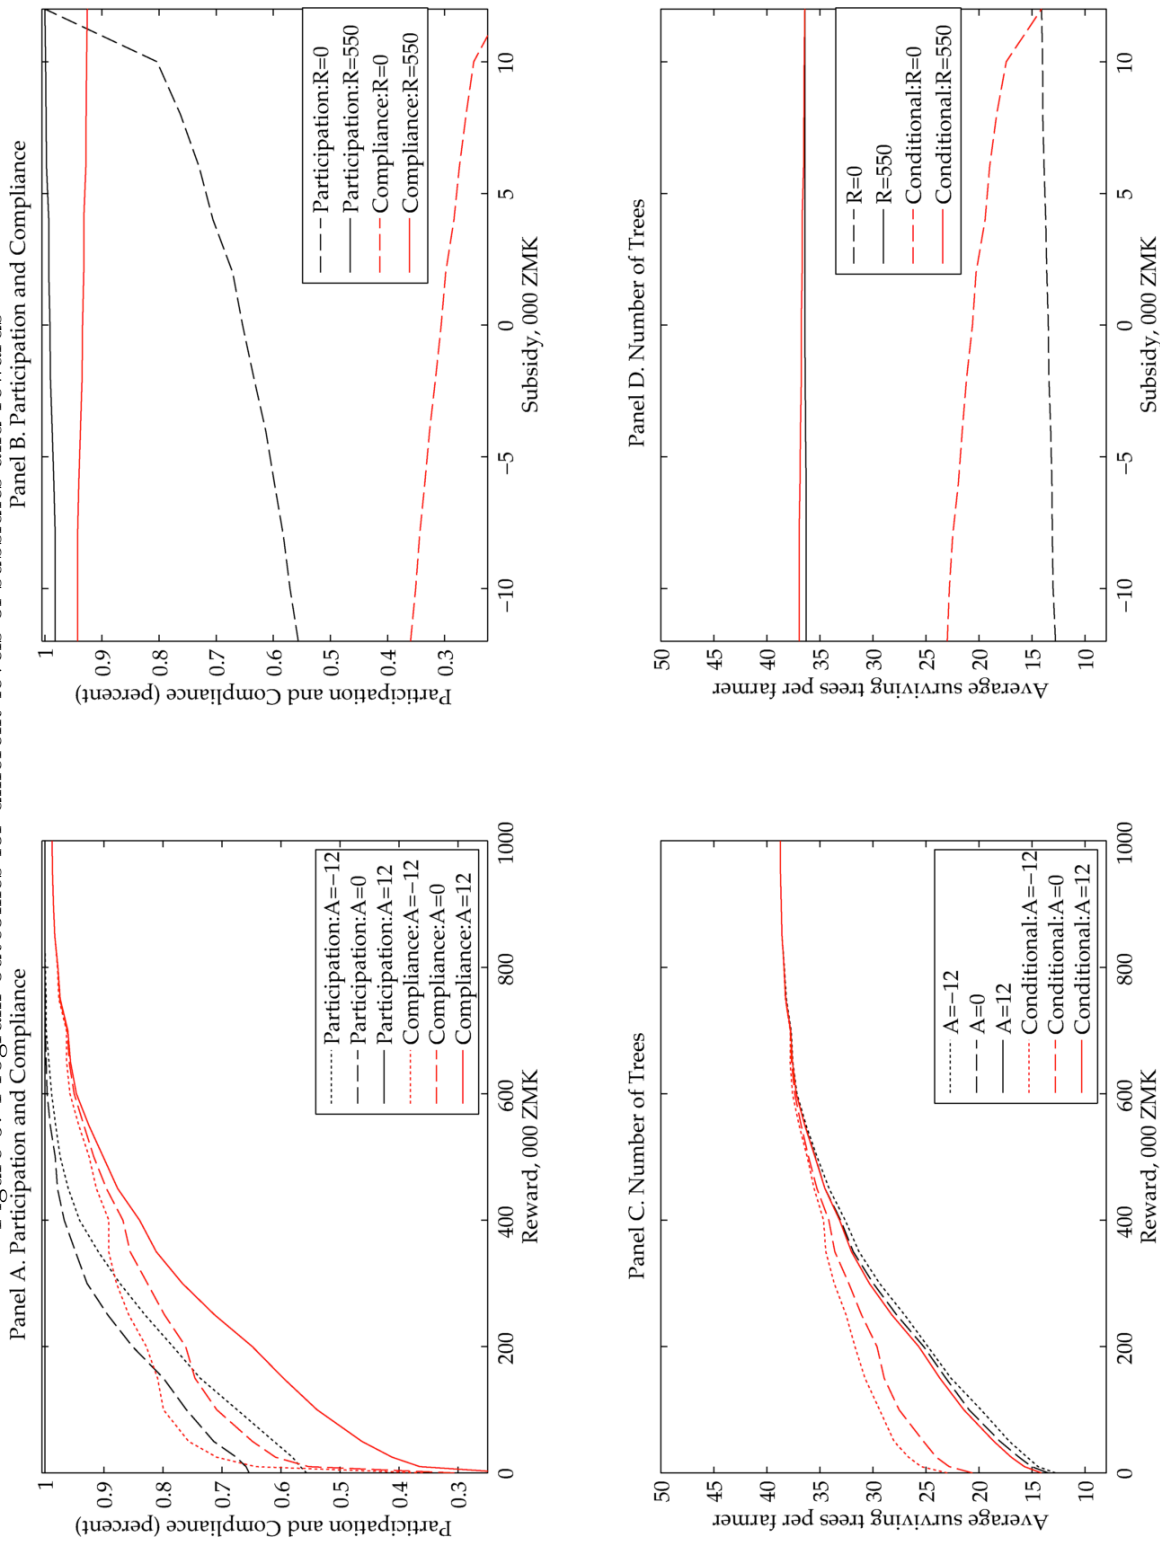 Panel A. Participation and Compliance
Participation and Compliance (percent)
1
0.9
0.8
0.7
0.6
0.5
0.4
0.3
0
200
400
600
800
1000
Reward, 000 ZMK
Participation:A=−12
Participation:A=0
Participation:A=12
Compliance:A=−12
Compliance:A=0
Compliance:A=12
Panel B. Participation and Compliance
Participation and Compliance (percent)
1
0.9
0.8
0.7
0.6
0.5
0.4
0.3
−10
−5
0
5
10
Subsidy, 000 ZMK
Participation:R=0
Participation:R=550
Compliance:R=0
Compliance:R=550
Panel C. Number of Trees
Average surviving trees per farmer
50
45
40
35
30
25
20
15
10
0
200
400
600
800
1000
Reward, 000 ZMK
A=−12
A=0
A=12
Conditional:A=−12
Conditional:A=0
Conditional:A=12
Panel D. Number of Trees
Average surviving trees per farmer
50
45
40
35
30
25
20
15
10
−10
−5
0
5
10
Subsidy, 000 ZMK
R=0
R=550
Conditional:R=0
Conditional:R=550